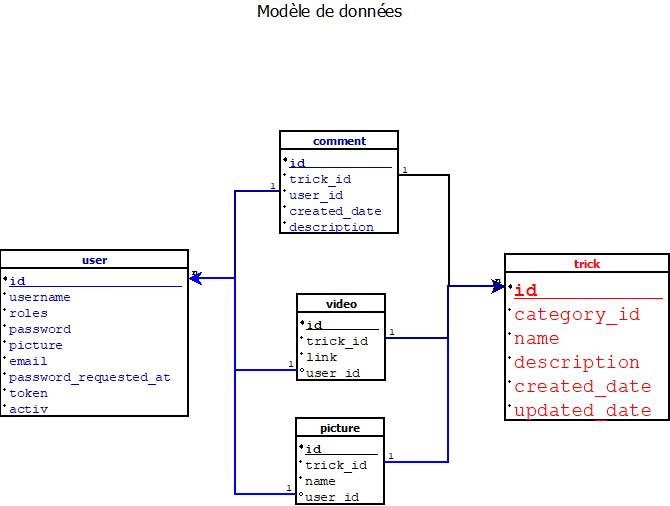 Modèle de données
comment
id
trick_id
user_id
created_date
description
1
1
user
id
username
roles
password
picture
email
password_requested_at
token
activ
n
video
id
trick_id
link
user_id
1
1
picture
id
trick_id
name
user_id
1
1
trick
id
category_id
name
description
created_date
updated_date
n